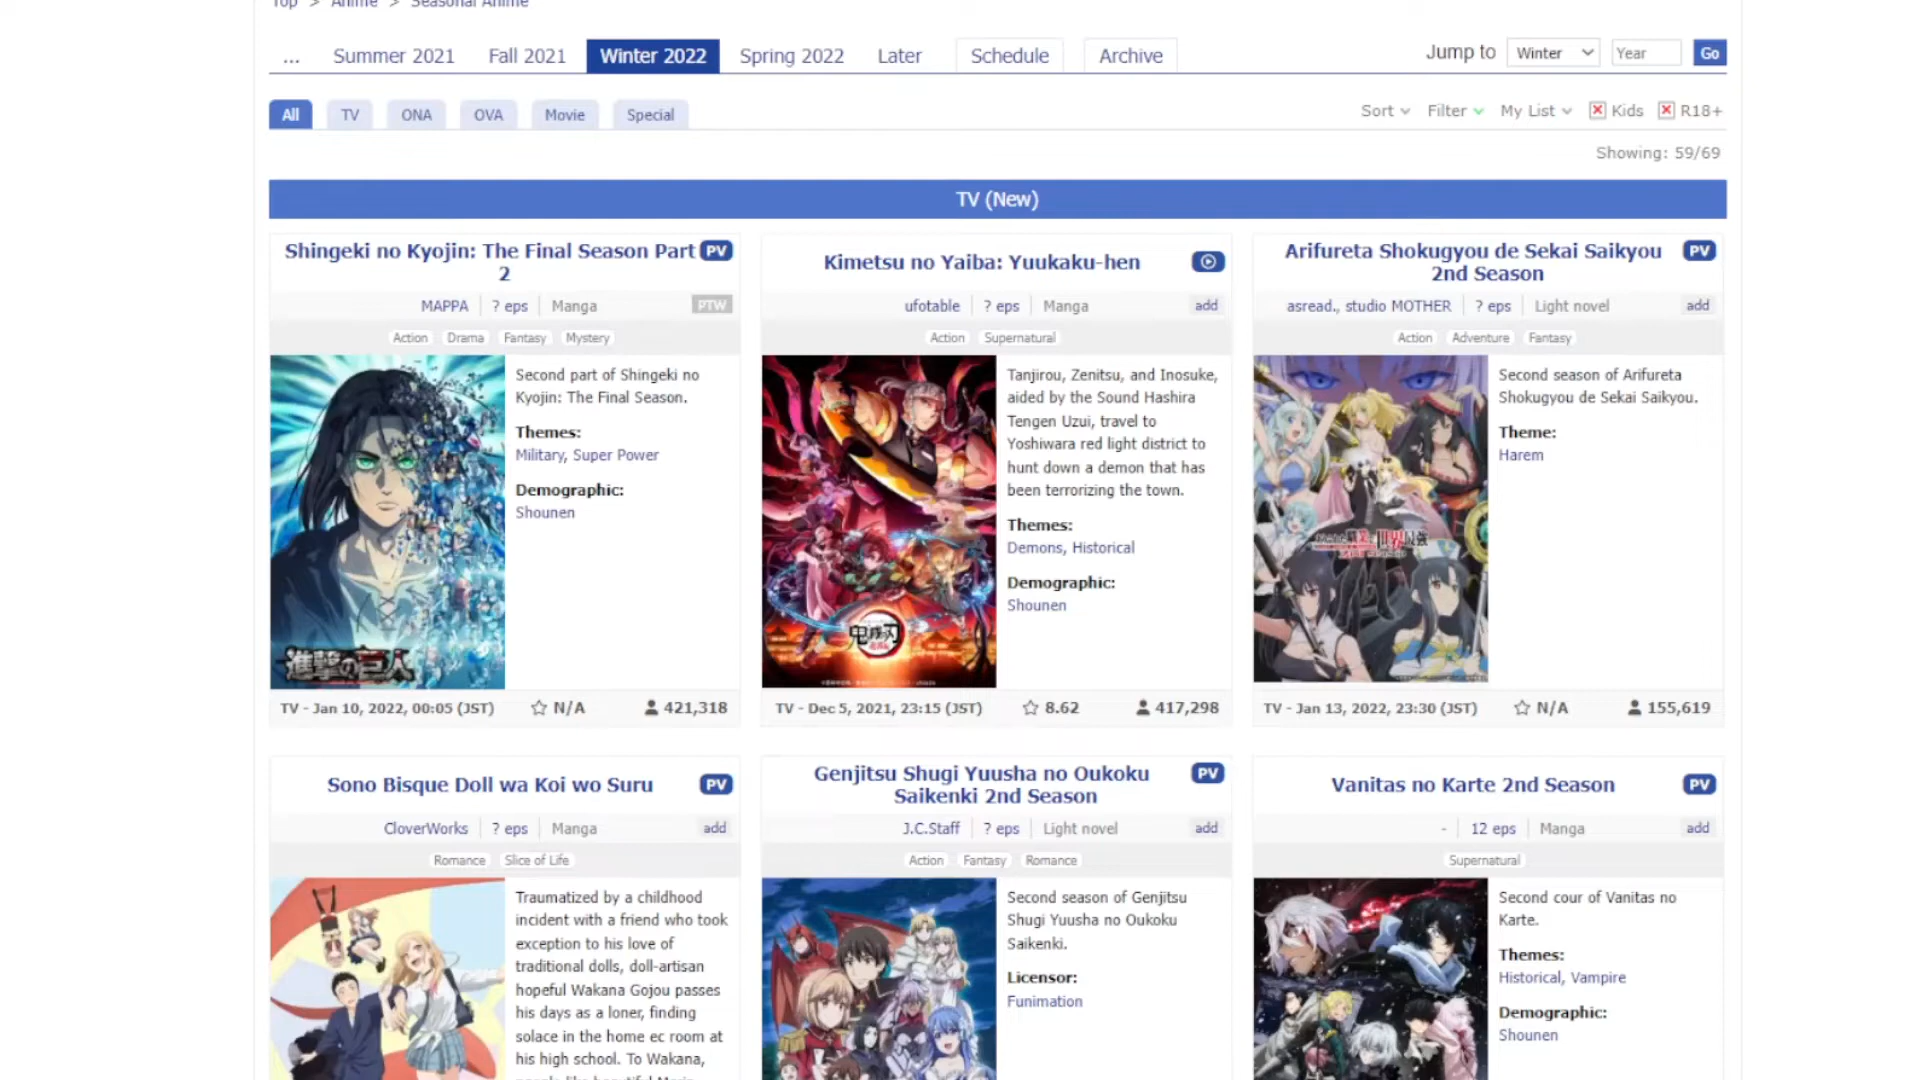 Top > Anime > Seasonal Anime
... Summer 2021 Fall 2021 Winter 2022 Spring 2022 Later Schedule Archive Jump to Winter Year Go
All TV ONA OVA Movie Special Sort Filter My List Kids R18+
Showing: 59/69
TV (New)
Shingeki no Kyojin: The Final Season Part 2 PV
MAPPA ? eps Manga PTW
Action Drama Fantasy Mystery
Second part of Shingeki no
Kyojin: The Final Season.
Themes:
Military, Super Power
Demographic:
Shounen
進撃の巨人
TV - Jan 10, 2022, 00:05 (JST) N/A 421,318
Kimetsu no Yaiba: Yuukaku-hen
ufotable ? eps Manga add
Action Supernatural
Tanjirou, Zenitsu, and Inosuke,
aided by the Sound Hashira
Tengen Uzui, travel to
Yoshiwara red light district to
hunt down a demon that has
been terrorizing the town.
Themes:
Demons, Historical
Demographic:
Shounen
鬼滅の刃
TV - Dec 5, 2021, 23:15 (JST) 8.62 417,298
Arifureta Shokugyou de Sekai Saikyou PV
2nd Season
asread., studio MOTHER ? eps Light novel add
Action Adventure Fantasy
Second season of Arifureta
Shokugyou de Sekai Saikyou.
Theme:
Harem
TV - Jan 13, 2022, 23:30 (JST) N/A 155,619
Sono Bisque Doll wa Koi wo Suru PV
CloverWorks ? eps Manga add
Romance Slice of Life
Traumatized by a childhood
incident with a friend who took
exception to his love of
traditional dolls, doll-artisan
hopeful Wakana Gojou passes
his days as a loner, finding
solace in the home ec room at
his high school. To Wakana,
Genjitsu Shugi Yuusha no Oukoku PV
Saikenki 2nd Season
J.C.Staff ? eps Light novel add
Action Fantasy Romance
Second season of Genjitsu
Shugi Yuusha no Oukoku
Saikenki.
Licensor:
Funimation
Vanitas no Karte 2nd Season PV
- 12 eps Manga add
Supernatural
Second cour of Vanitas no
Karte.
Themes:
Historical, Vampire
Demographic:
Shounen